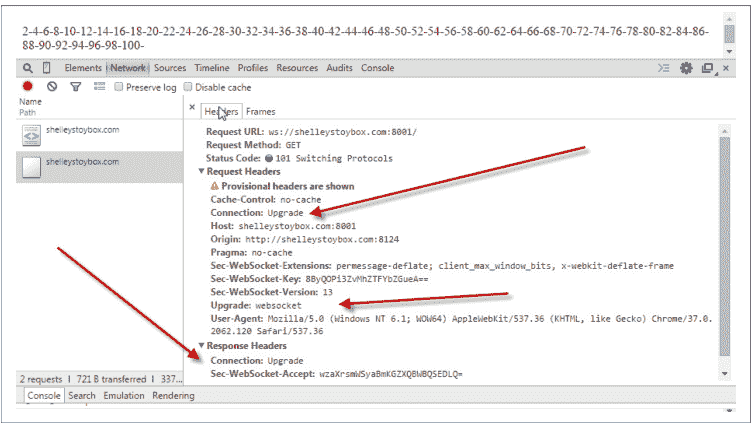 2-4-6-8-10-12-14-16-18-20-22-24-26-28-30-32-34-36-38-40-42-44-46-48-50-52-54-56-58-60-62-64-66-68-70-72-74-76-78-80-82-84-86-
88-90-92-94-96-98-100-
Elements Network Sources Timeline Profiles Resources Audits Console
Preserve log Disable cache
Name
Path
shelleystoybox.com
shelleystoybox.com
2 requests | 721 B transferred | 337...
× Headers Frames
Request URL: ws://shelleystoybox.com:8001/
Request Method: GET
Status Code: 101 Switching Protocols
▼ Request Headers
Provisional headers are shown
Cache-Control: no-cache
Connection: Upgrade
Host: shelleystoybox.com:8001
Origin: http://shelleystoybox.com:8124
Pragma: no-cache
Sec-WebSocket-Extensions: permessage-deflate; client_max_window_bits, x-webkit-deflate-frame
Sec-WebSocket-Key: 8ByQOPi3ZvMhZTFYbZGueA==
Sec-WebSocket-Version: 13
Upgrade: websocket
User-Agent: Mozilla/5.0 (Windows NT 6.1; WOW64) AppleWebKit/537.36 (KHTML, like Gecko) Chrome/37.0.
2062.120 Safari/537.36
▼ Response Headers
Connection: Upgrade
Sec-WebSocket-Accept: wzaXrsmWSyaBmKGZXQ8WBQSEDLQ=
Console Search Emulation Rendering